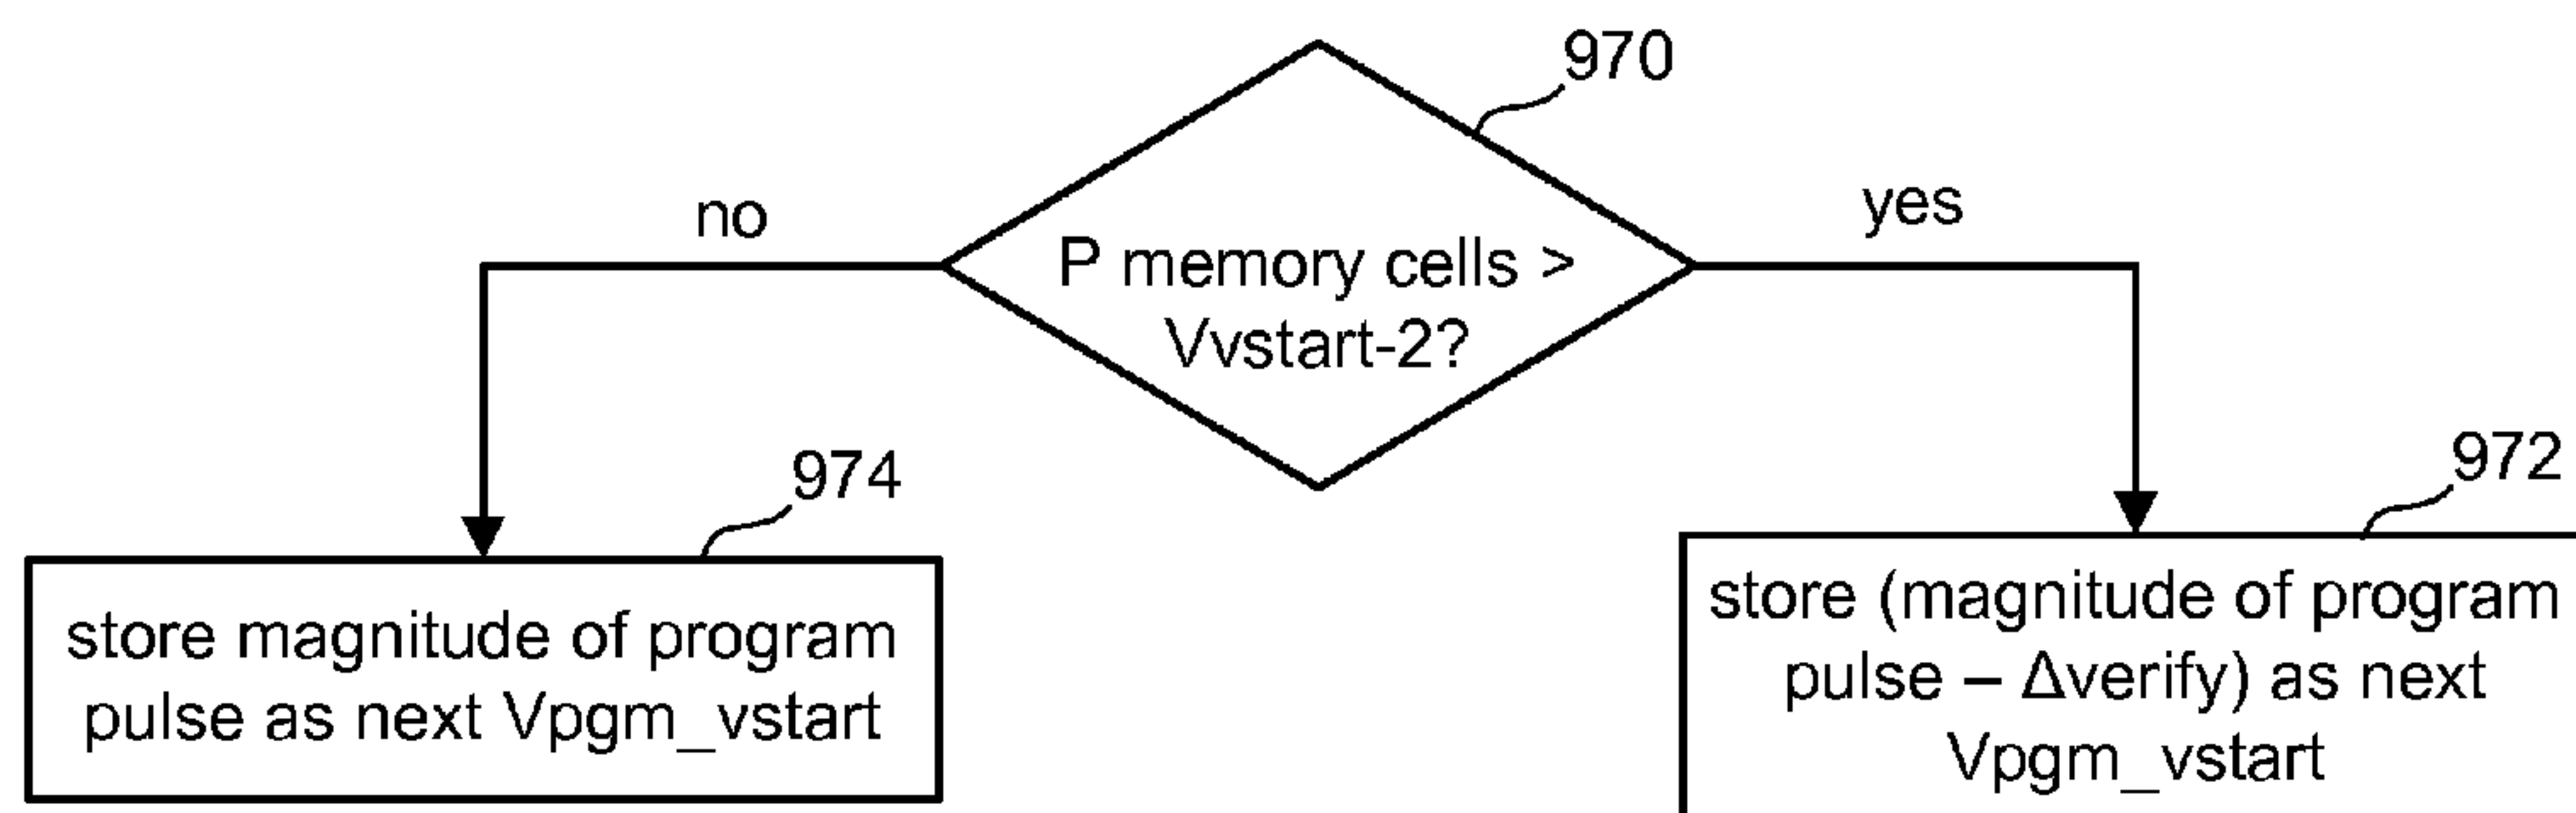 970
no
yes
P memory cells >
Vvstart-2?
974
972
store magnitude of program
pulse as next Vpgm_vstart
store (magnitude of program
pulse – Δverify) as next
Vpgm_vstart